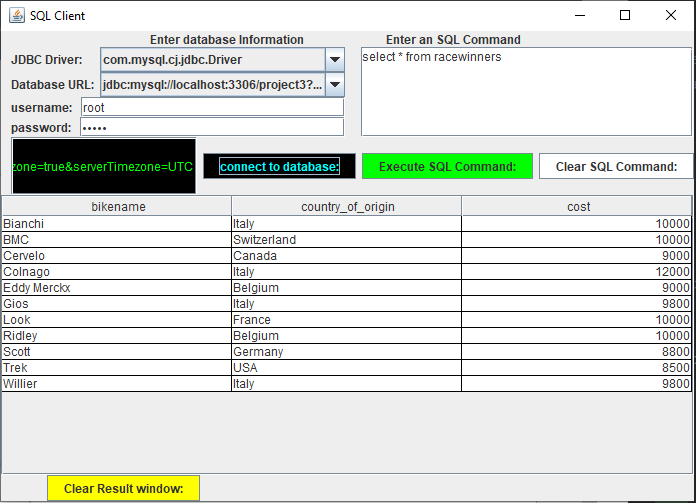 SQL Client
Enter database Information
Enter an SQL Command
JDBC Driver: com.mysql.cj.jdbc.Driver
select * from racewinners
Database URL: jdbc:mysql://localhost:3306/project3?...
username: root
password: •••••
zone=true&serverTimezone=UTC
connect to database:
Execute SQL Command:
Clear SQL Command:
bikename country_of_origin cost
Bianchi Italy 10000
BMC Switzerland 10000
Cervelo Canada 9000
Colnago Italy 12000
Eddy Merckx Belgium 9000
Gios Italy 9800
Look France 10000
Ridley Belgium 10000
Scott Germany 8800
Trek USA 8500
Willier Italy 9800
Clear Result window: